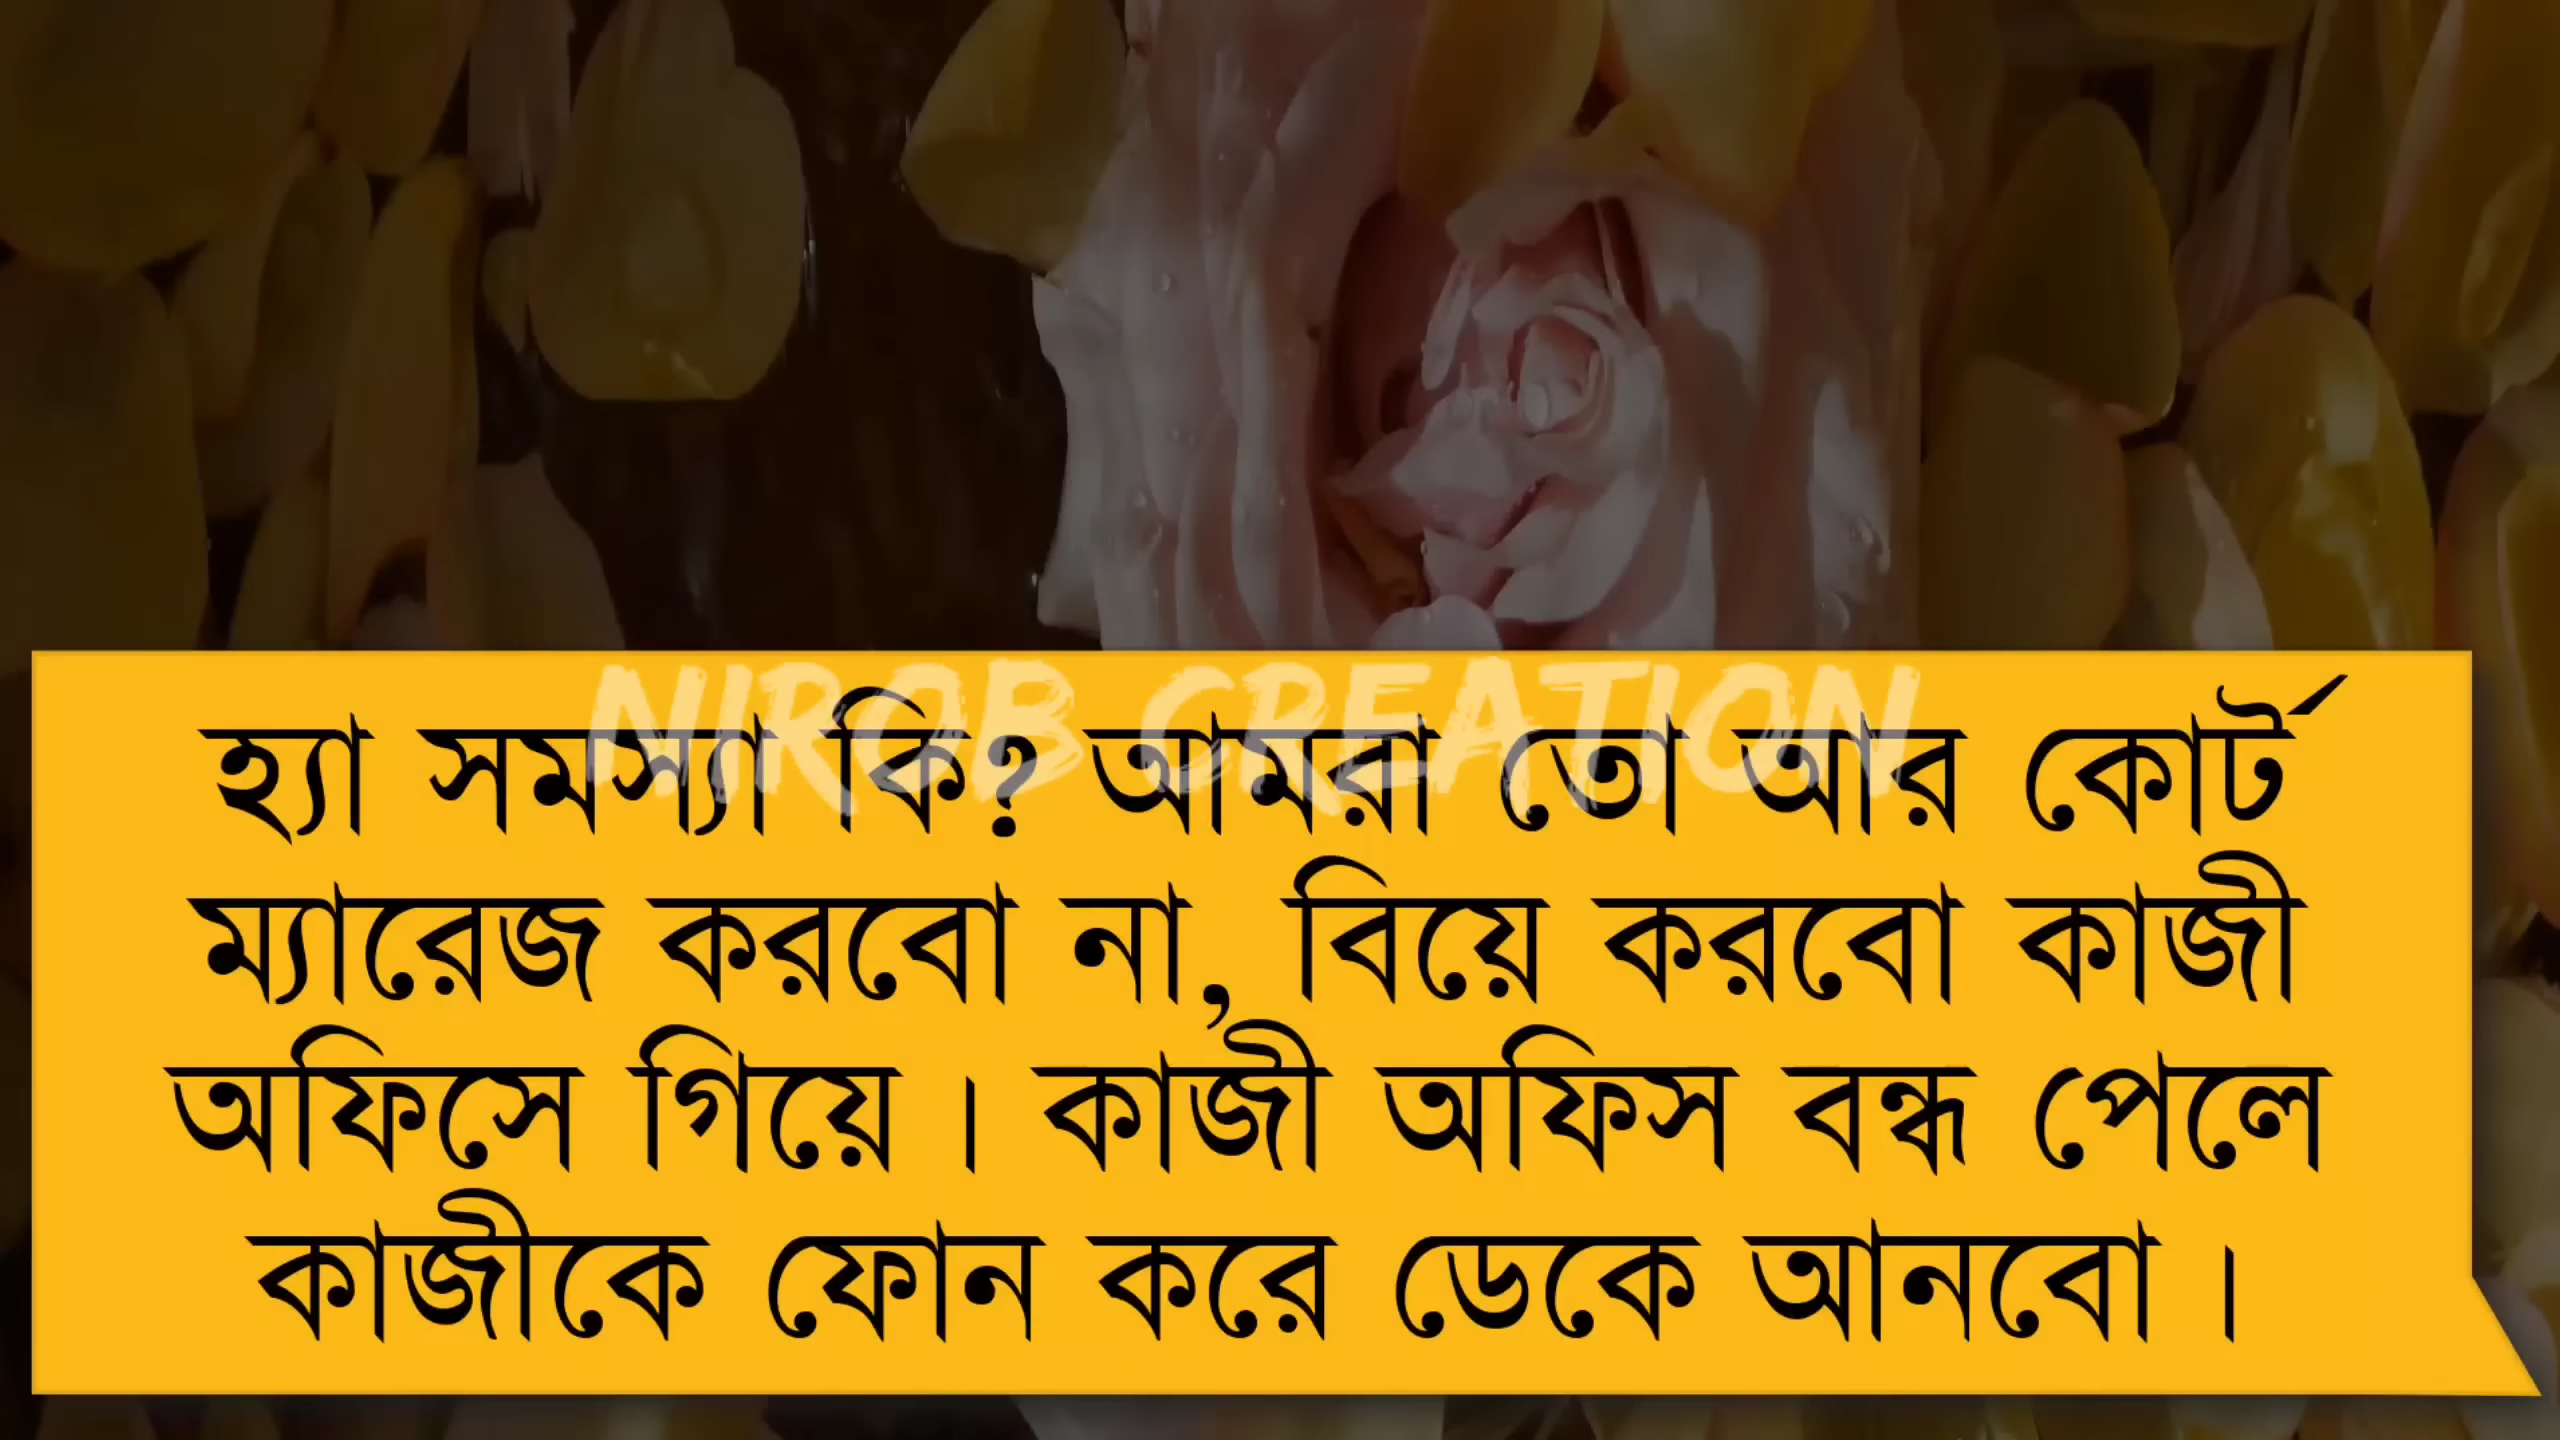 NIROB CREATION
হ্যা সমস্যা কি? আমরা তো আর কোর্ট
ম্যারেজ করবো না, বিয়ে করবো কাজী
অফিসে গিয়ে। কাজী অফিস বন্ধ পেলে
কাজীকে ফোন করে ডেকে আনবো।